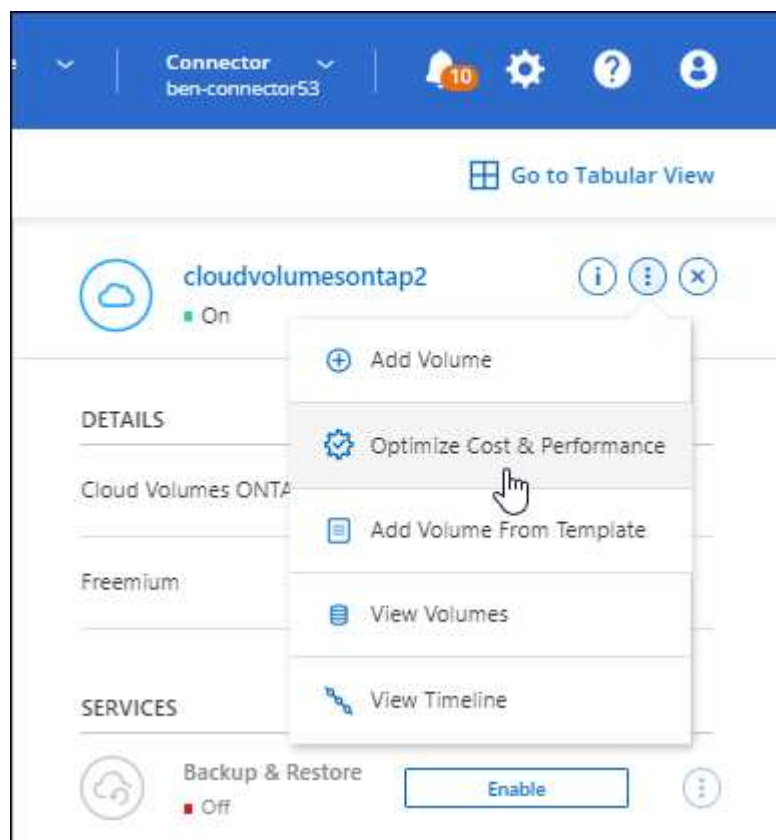 Connector
ben-connector53
10
Go to Tabular View
cloudvolumesontap2
On
Add Volume
DETAILS
Optimize Cost & Performance
Cloud Volumes ONTA
Add Volume From Template
Freemium
View Volumes
View Timeline
SERVICES
Backup & Restore
Off
Enable